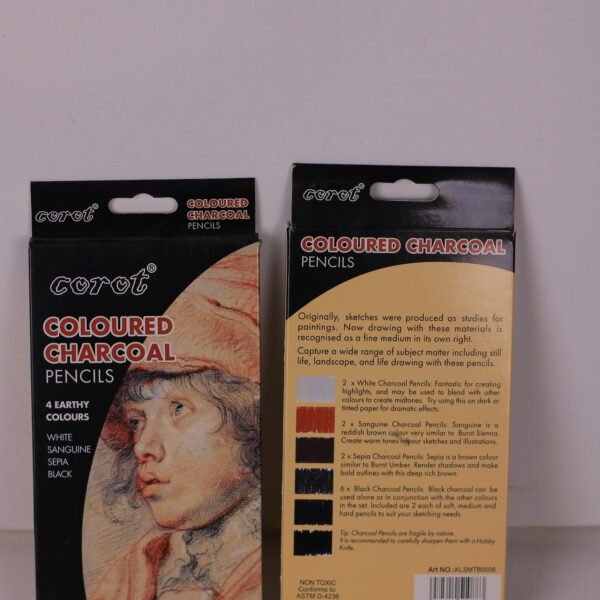 corot®
COLOURED
CHARCOAL
PENCILS
corot®
COLOURED
CHARCOAL
PENCILS
4 EARTHY
COLOURS
WHITE
SANGUINE
SEPIA
BLACK
corot®
COLOURED CHARCOAL
PENCILS
Originally, sketches were produced as studies for
paintings. Now drawing with these materials is
recognised as a fine medium in its own right.
Capture a wide range of subject matter including still
life, landscape, and life drawing with these pencils.
2 x White Charcoal Pencils: Fantastic for creating
highlights, and may be used to blend with other
colours to create midtones. Try using this on dark or
tinted paper for dramatic effects.
2 x Sanguine Charcoal Pencils: Sanguine is a
reddish brown colour very similar to Burnt Sienna.
Create warm tones in your sketches and illustrations.
2 x Sepia Charcoal Pencils: Sepia is a brown colour
similar to Burnt Umber. Render shadows and make
bold outlines with this deep rich brown.
6 x Black Charcoal Pencils: Black charcoal can be
used alone or in conjunction with the other colours
in the set. Included are 2 each of soft, medium and
hard pencils to suit your sketching needs.
Tip: Charcoal Pencils are fragile by nature.
It is recommended to carefully sharpen them with a Hobby
Knife.
Art NO.:KLSMTB0006
NON TOXIC
Conforms to
ASTM D-4236